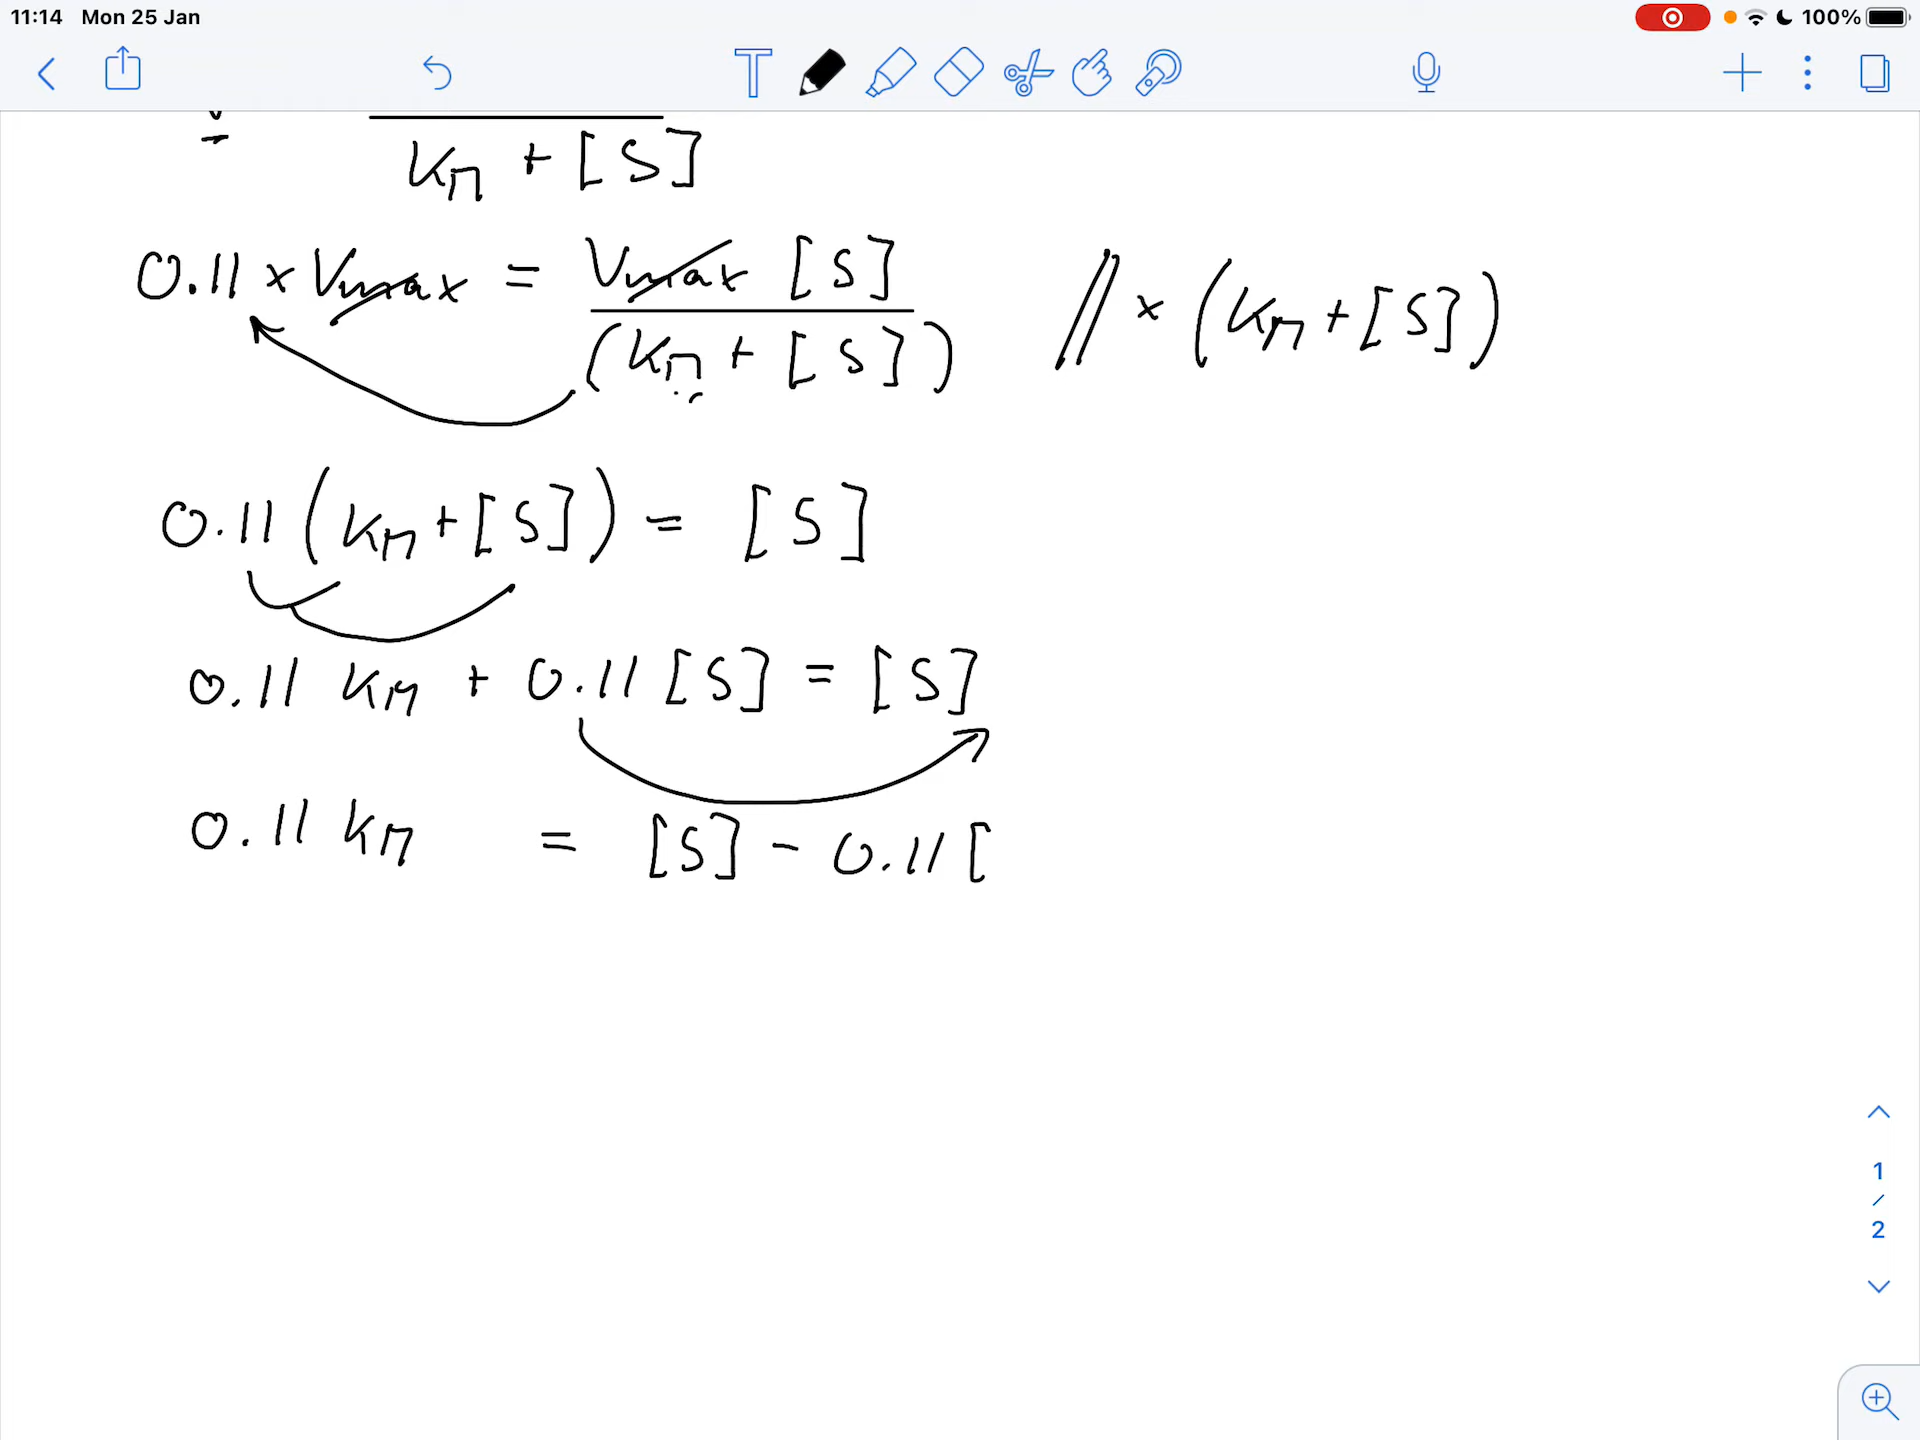 11:14 Mon 25 Jan 100%
T
Km + [S]
0.11 x Vmax = Vmax [S] // x (Km + [S])
(Km + [S])
0.11 (Km + [S]) = [S]
0.11 Km + 0.11 [S] = [S]
0.11 Km = [S] - 0.11 [
1
/
2